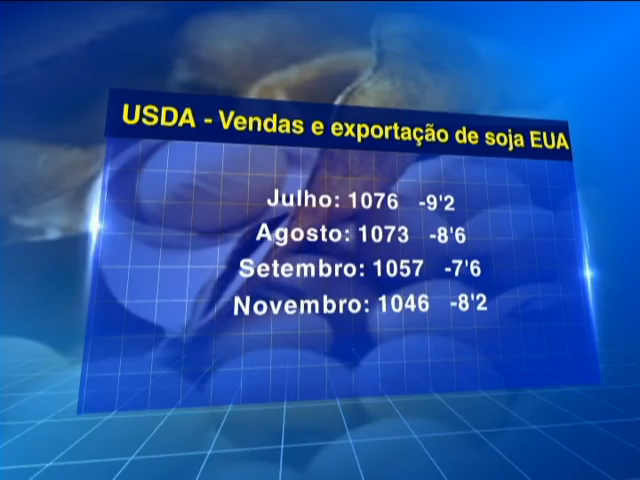 USDA - Vendas e exportação de soja EUA
Julho: 1076 -9'2
Agosto: 1073 -8'6
Setembro: 1057 -7'6
Novembro: 1046 -8'2